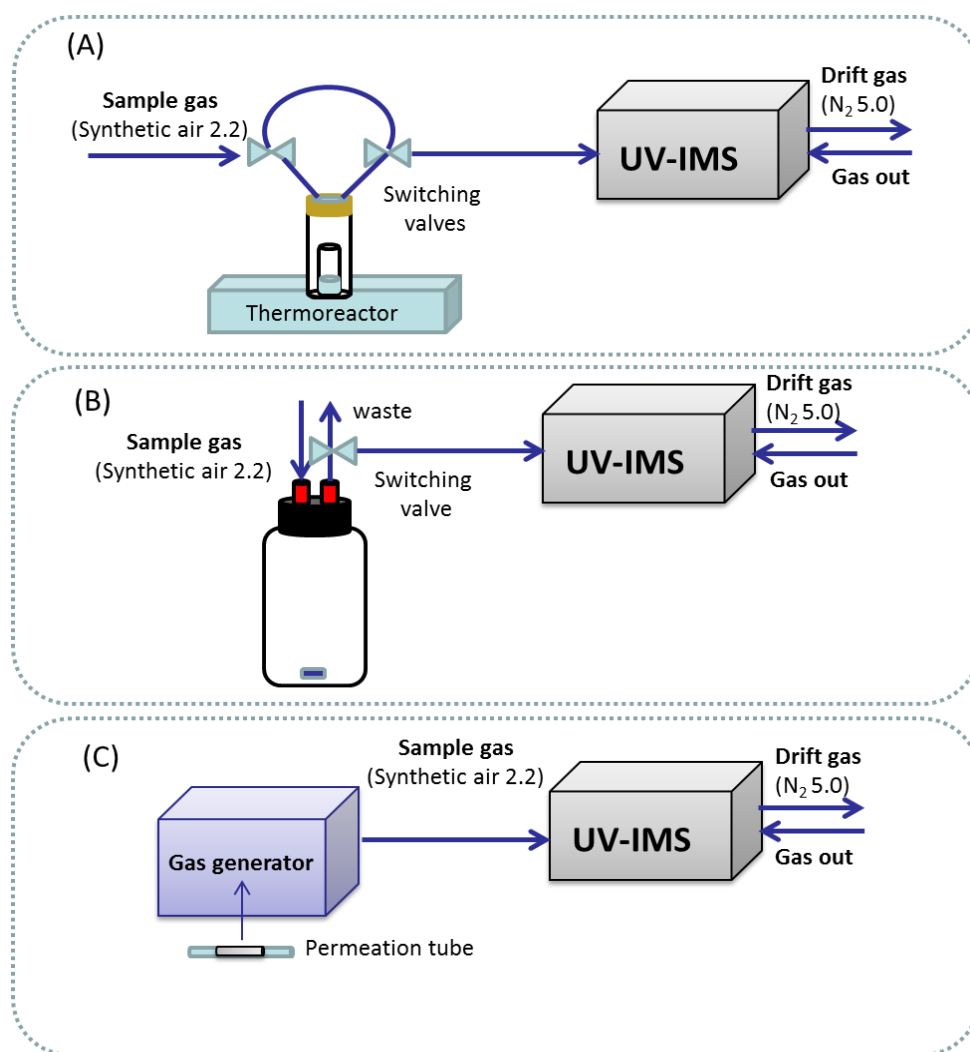 (A)
Sample gas
(Synthetic air 2.2)
Switching
valves
Thermoreactor
UV-IMS
Drift gas
(N₂ 5.0)
Gas out
(B)
waste
Sample gas
(Synthetic air 2.2)
Switching
valve
UV-IMS
Drift gas
(N₂ 5.0)
Gas out
(C)
Sample gas
(Synthetic air 2.2)
Gas generator
Permeation tube
UV-IMS
Drift gas
(N₂ 5.0)
Gas out